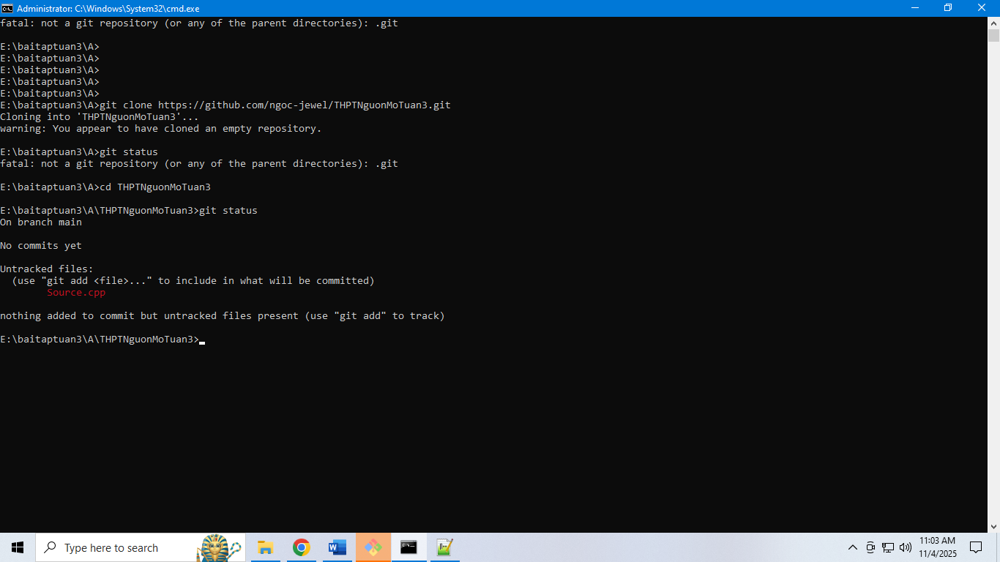 Administrator: C:\Windows\System32\cmd.exe
fatal: not a git repository (or any of the parent directories): .git
E:\baitaptuan3\A>
E:\baitaptuan3\A>
E:\baitaptuan3\A>
E:\baitaptuan3\A>
E:\baitaptuan3\A>
E:\baitaptuan3\A>git clone https://github.com/ngoc-jewel/THPTNguonMoTuan3.git
Cloning into 'THPTNguonMoTuan3'...
warning: You appear to have cloned an empty repository.
E:\baitaptuan3\A>git status
fatal: not a git repository (or any of the parent directories): .git
E:\baitaptuan3\A>cd THPTNguonMoTuan3
E:\baitaptuan3\A\THPTNguonMoTuan3>git status
On branch main
No commits yet
Untracked files:
  (use "git add <file>..." to include in what will be committed)
        Source.cpp
nothing added to commit but untracked files present (use "git add" to track)
E:\baitaptuan3\A\THPTNguonMoTuan3>
Type here to search
11:03 AM
11/4/2025